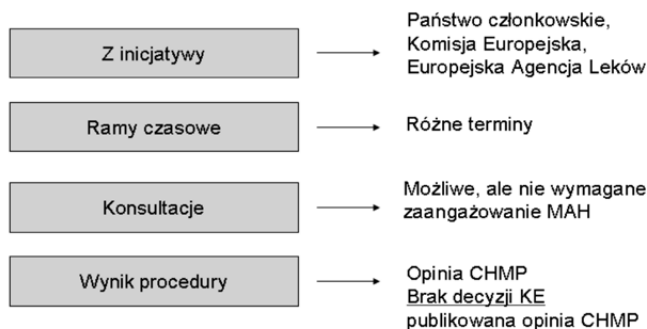 Z inicjatywy
Państwo członkowskie,
Komisja Europejska,
Europejska Agencja Leków
Ramy czasowe
Różne terminy
Konsultacje
Możliwe, ale nie wymagane
zaangażowanie MAH
Wynik procedury
Opinia CHMP
Brak decyzji KE
publikowana opinia CHMP